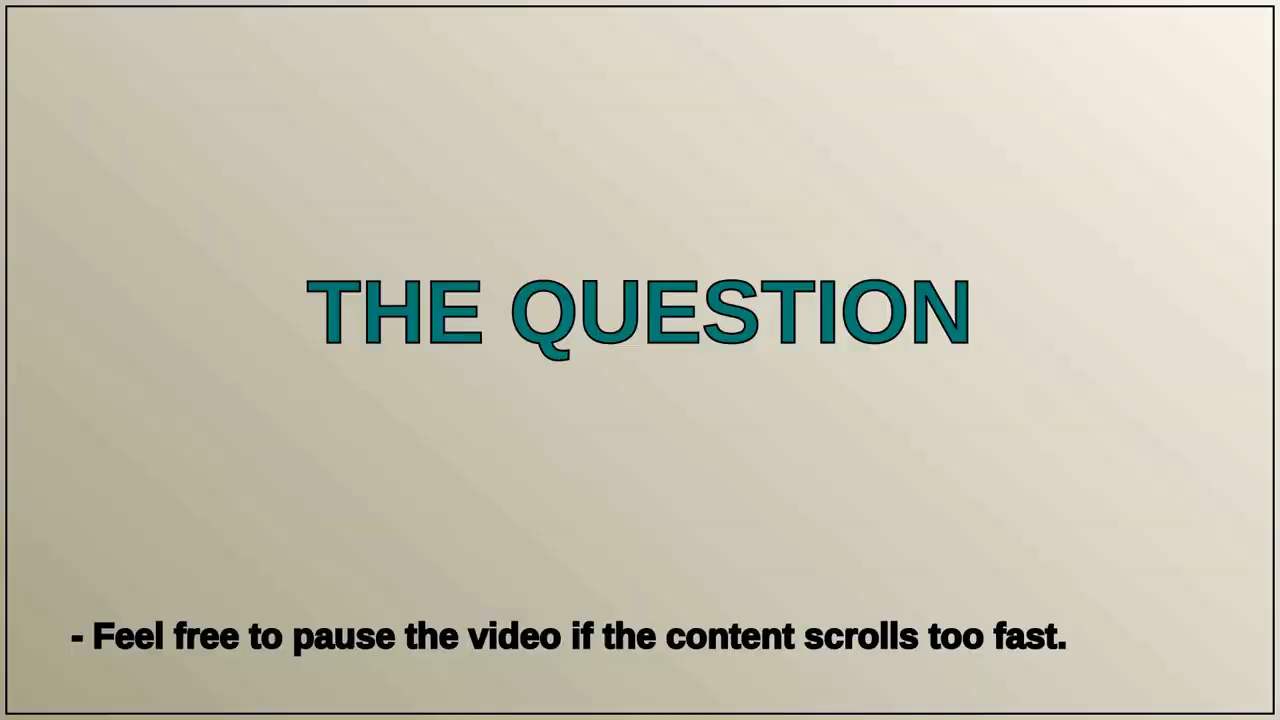 THE QUESTION
- Feel free to pause the video if the content scrolls too fast.